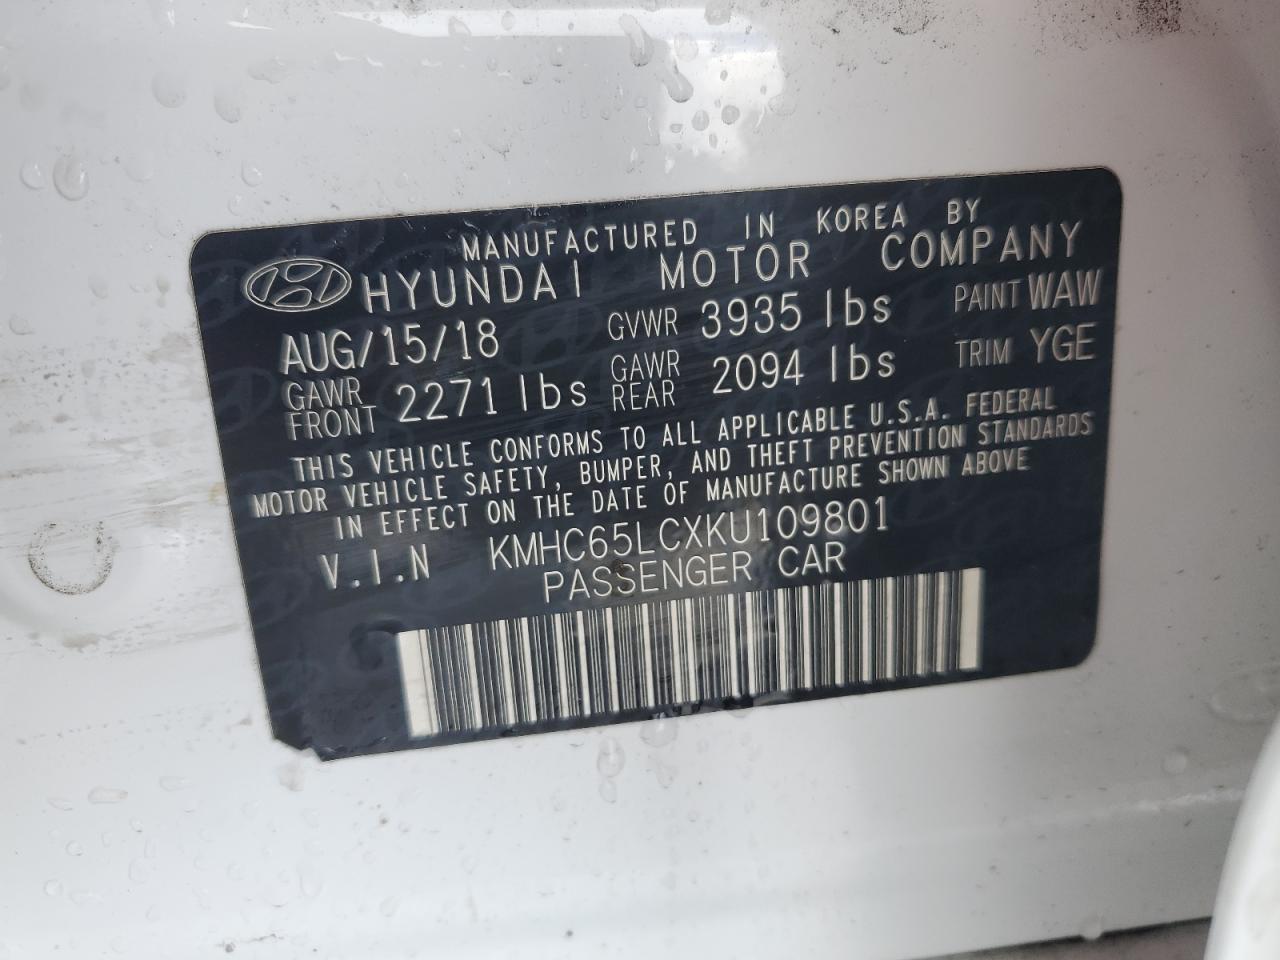 MANUFACTURED IN KOREA BY
HYUNDAI MOTOR COMPANY
AUG/15/18 GVWR 3935 lbs PAINT WAW
GAWR FRONT 2271 lbs GAWR REAR 2094 lbs TRIM YGE
THIS VEHICLE CONFORMS TO ALL APPLICABLE U.S.A. FEDERAL
MOTOR VEHICLE SAFETY, BUMPER, AND THEFT PREVENTION STANDARDS
IN EFFECT ON THE DATE OF MANUFACTURE SHOWN ABOVE
V.I.N KMHC65LCXKU109801
PASSENGER CAR